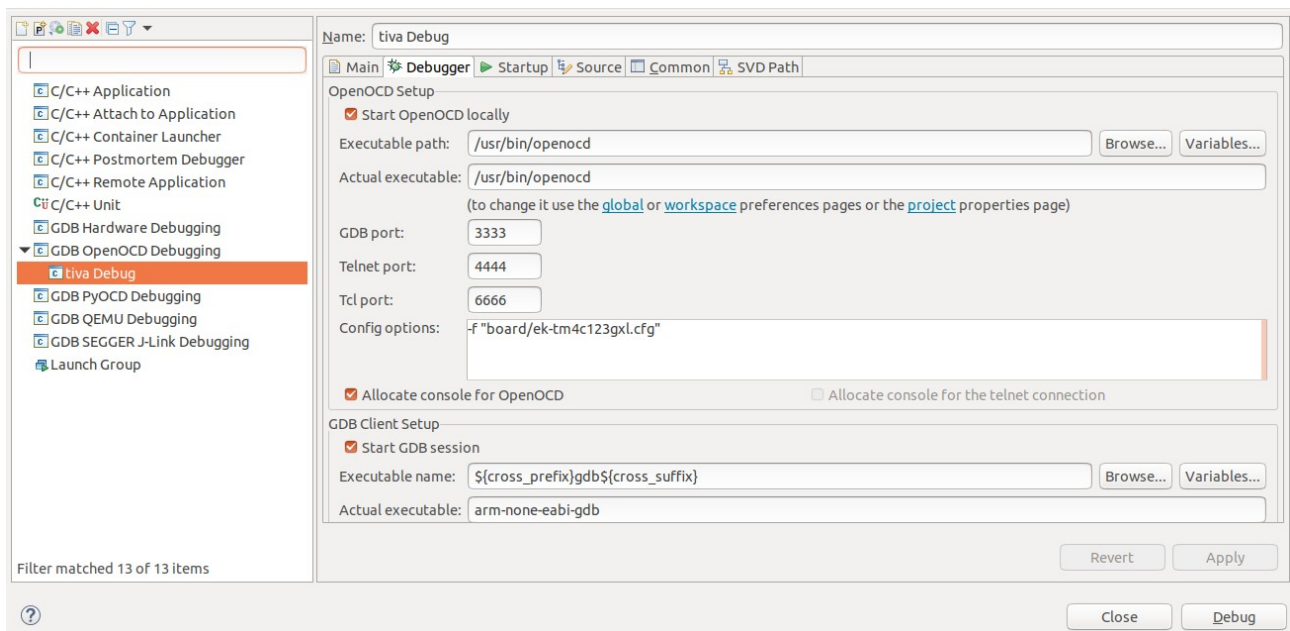 Name: tiva Debug
Main Debugger Startup Source Common SVD Path
C/C++ Application
C/C++ Attach to Application
C/C++ Container Launcher
C/C++ Postmortem Debugger
C/C++ Remote Application
C/C++ Unit
GDB Hardware Debugging
GDB OpenOCD Debugging
tiva Debug
GDB PyOCD Debugging
GDB QEMU Debugging
GDB SEGGER J-Link Debugging
Launch Group
Filter matched 13 of 13 items
OpenOCD Setup
Start OpenOCD locally
Executable path: /usr/bin/openocd Browse... Variables...
Actual executable: /usr/bin/openocd
(to change it use the global or workspace preferences pages or the project properties page)
GDB port: 3333
Telnet port: 4444
Tcl port: 6666
Config options: -f "board/ek-tm4c123gxl.cfg"
Allocate console for OpenOCD Allocate console for the telnet connection
GDB Client Setup
Start GDB session
Executable name: ${cross_prefix}gdb${cross_suffix} Browse... Variables...
Actual executable: arm-none-eabi-gdb
Revert Apply
? Close Debug